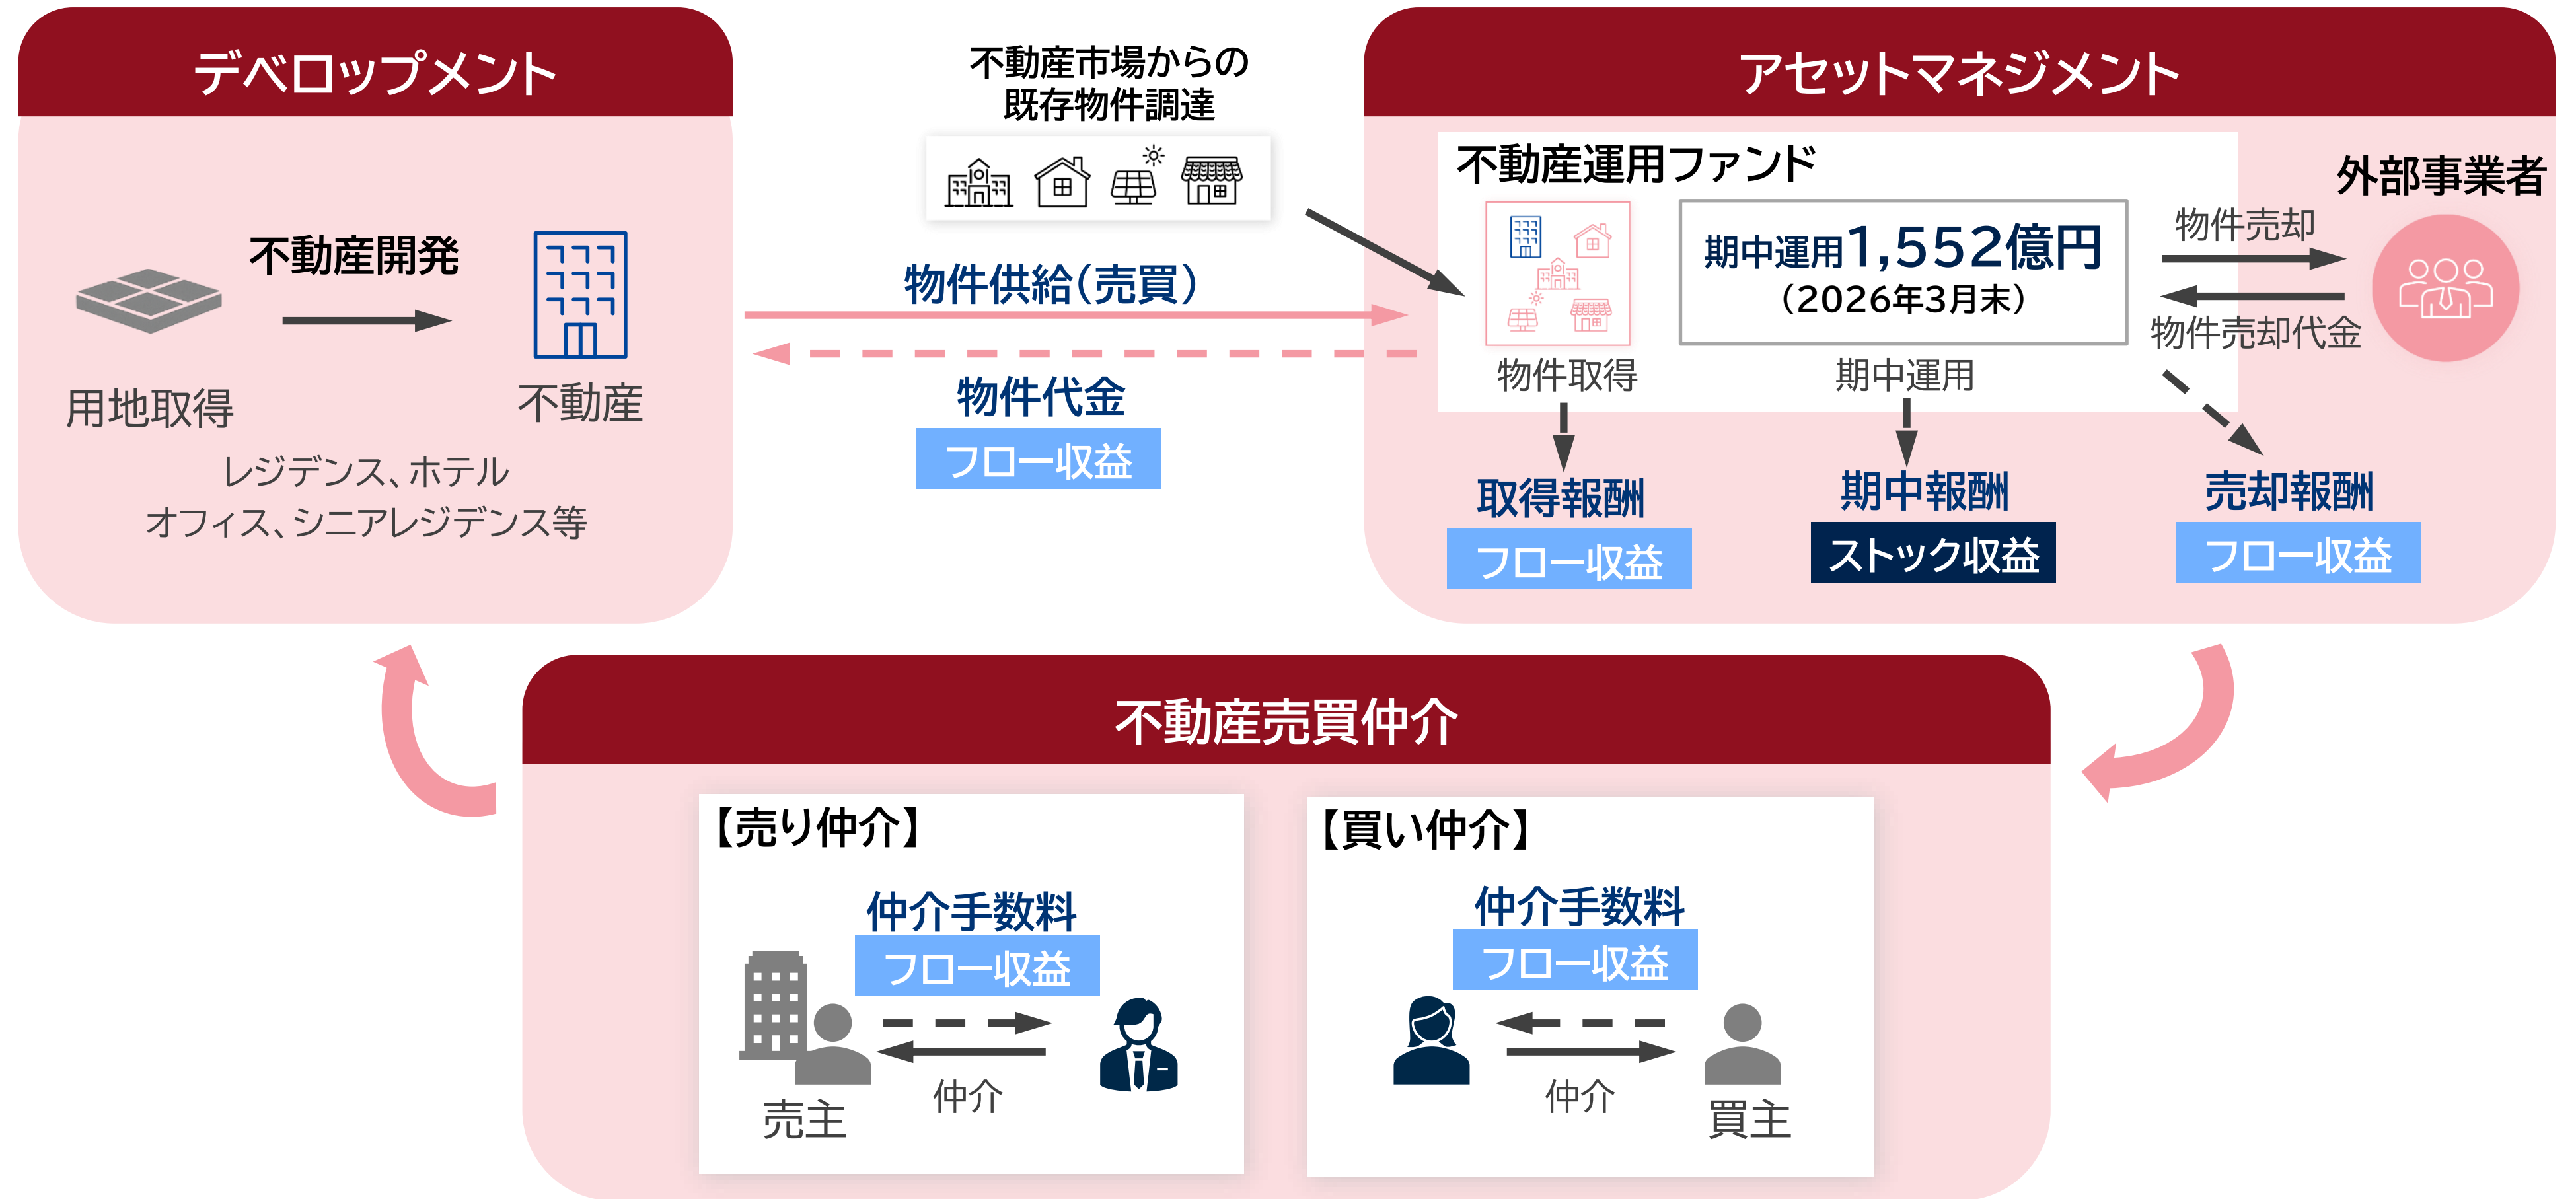 デベロップメント
不動産開発
用地取得
不動産
レジデンス、ホテル
オフィス、シニアレジデンス等
不動産市場からの
既存物件調達
物件供給(売買)
物件代金
フロー収益
アセットマネジメント
不動産運用ファンド
期中運用1,552億円
(2026年3月末)
物件取得
期中運用
外部事業者
物件売却
物件売却代金
取得報酬
フロー収益
期中報酬
ストック収益
売却報酬
フロー収益
不動産売買仲介
【売り仲介】
仲介手数料
フロー収益
仲介
売主
【買い仲介】
仲介手数料
フロー収益
仲介
買主